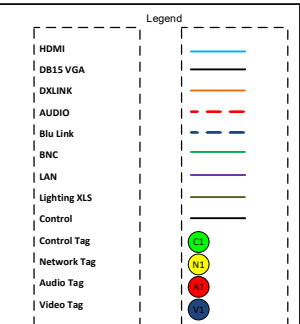 Legend
HDMI
DB15 VGA
DXLINK
AUDIO
Blu Link
BNC
LAN
Lighting XLS
Control
Control Tag C1
Network Tag N1
Audio Tag A1
Video Tag V1